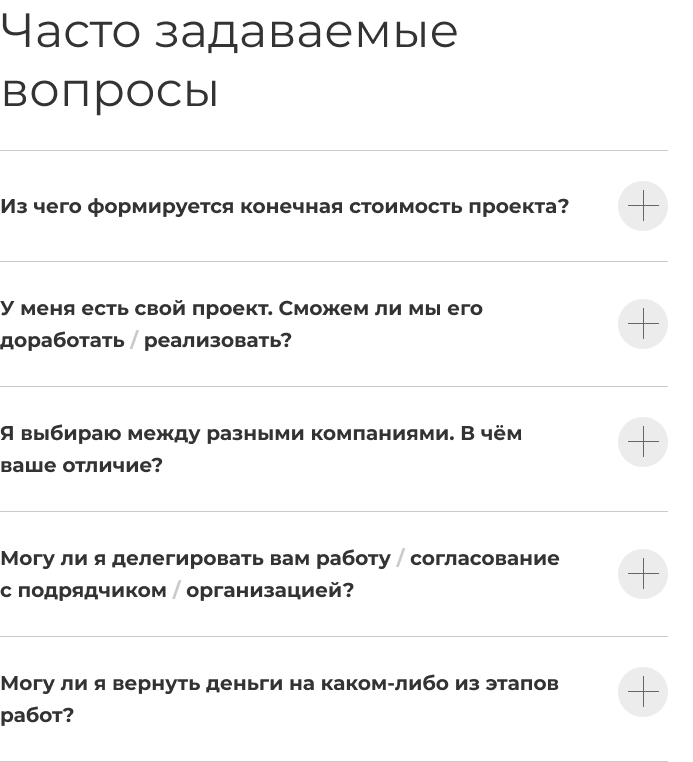 Часто задаваемые
вопросы
Из чего формируется конечная стоимость проекта?
У меня есть свой проект. Сможем ли мы его
доработать / реализовать?
Я выбираю между разными компаниями. В чём
ваше отличие?
Могу ли я делегировать вам работу / согласование
с подрядчиком / организацией?
Могу ли я вернуть деньги на каком-либо из этапов
работ?